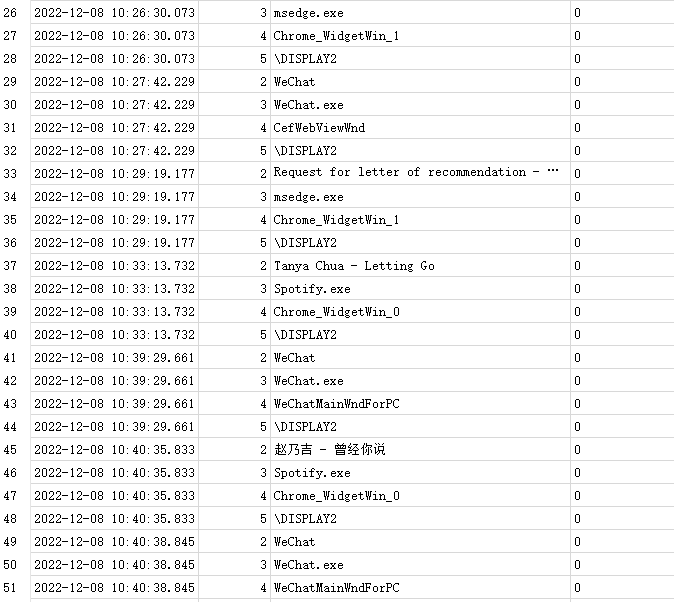 26 2022-12-08 10:26:30.073 3 msedge.exe 0
27 2022-12-08 10:26:30.073 4 Chrome_WidgetWin_1 0
28 2022-12-08 10:26:30.073 5 \DISPLAY2 0
29 2022-12-08 10:27:42.229 2 WeChat 0
30 2022-12-08 10:27:42.229 3 WeChat.exe 0
31 2022-12-08 10:27:42.229 4 CefWebViewWnd 0
32 2022-12-08 10:27:42.229 5 \DISPLAY2 0
33 2022-12-08 10:29:19.177 2 Request for letter of recommendation - … 0
34 2022-12-08 10:29:19.177 3 msedge.exe 0
35 2022-12-08 10:29:19.177 4 Chrome_WidgetWin_1 0
36 2022-12-08 10:29:19.177 5 \DISPLAY2 0
37 2022-12-08 10:33:13.732 2 Tanya Chua - Letting Go 0
38 2022-12-08 10:33:13.732 3 Spotify.exe 0
39 2022-12-08 10:33:13.732 4 Chrome_WidgetWin_0 0
40 2022-12-08 10:33:13.732 5 \DISPLAY2 0
41 2022-12-08 10:39:29.661 2 WeChat 0
42 2022-12-08 10:39:29.661 3 WeChat.exe 0
43 2022-12-08 10:39:29.661 4 WeChatMainWndForPC 0
44 2022-12-08 10:39:29.661 5 \DISPLAY2 0
45 2022-12-08 10:40:35.833 2 赵乃吉 - 曾经你说 0
46 2022-12-08 10:40:35.833 3 Spotify.exe 0
47 2022-12-08 10:40:35.833 4 Chrome_WidgetWin_0 0
48 2022-12-08 10:40:35.833 5 \DISPLAY2 0
49 2022-12-08 10:40:38.845 2 WeChat 0
50 2022-12-08 10:40:38.845 3 WeChat.exe 0
51 2022-12-08 10:40:38.845 4 WeChatMainWndForPC 0